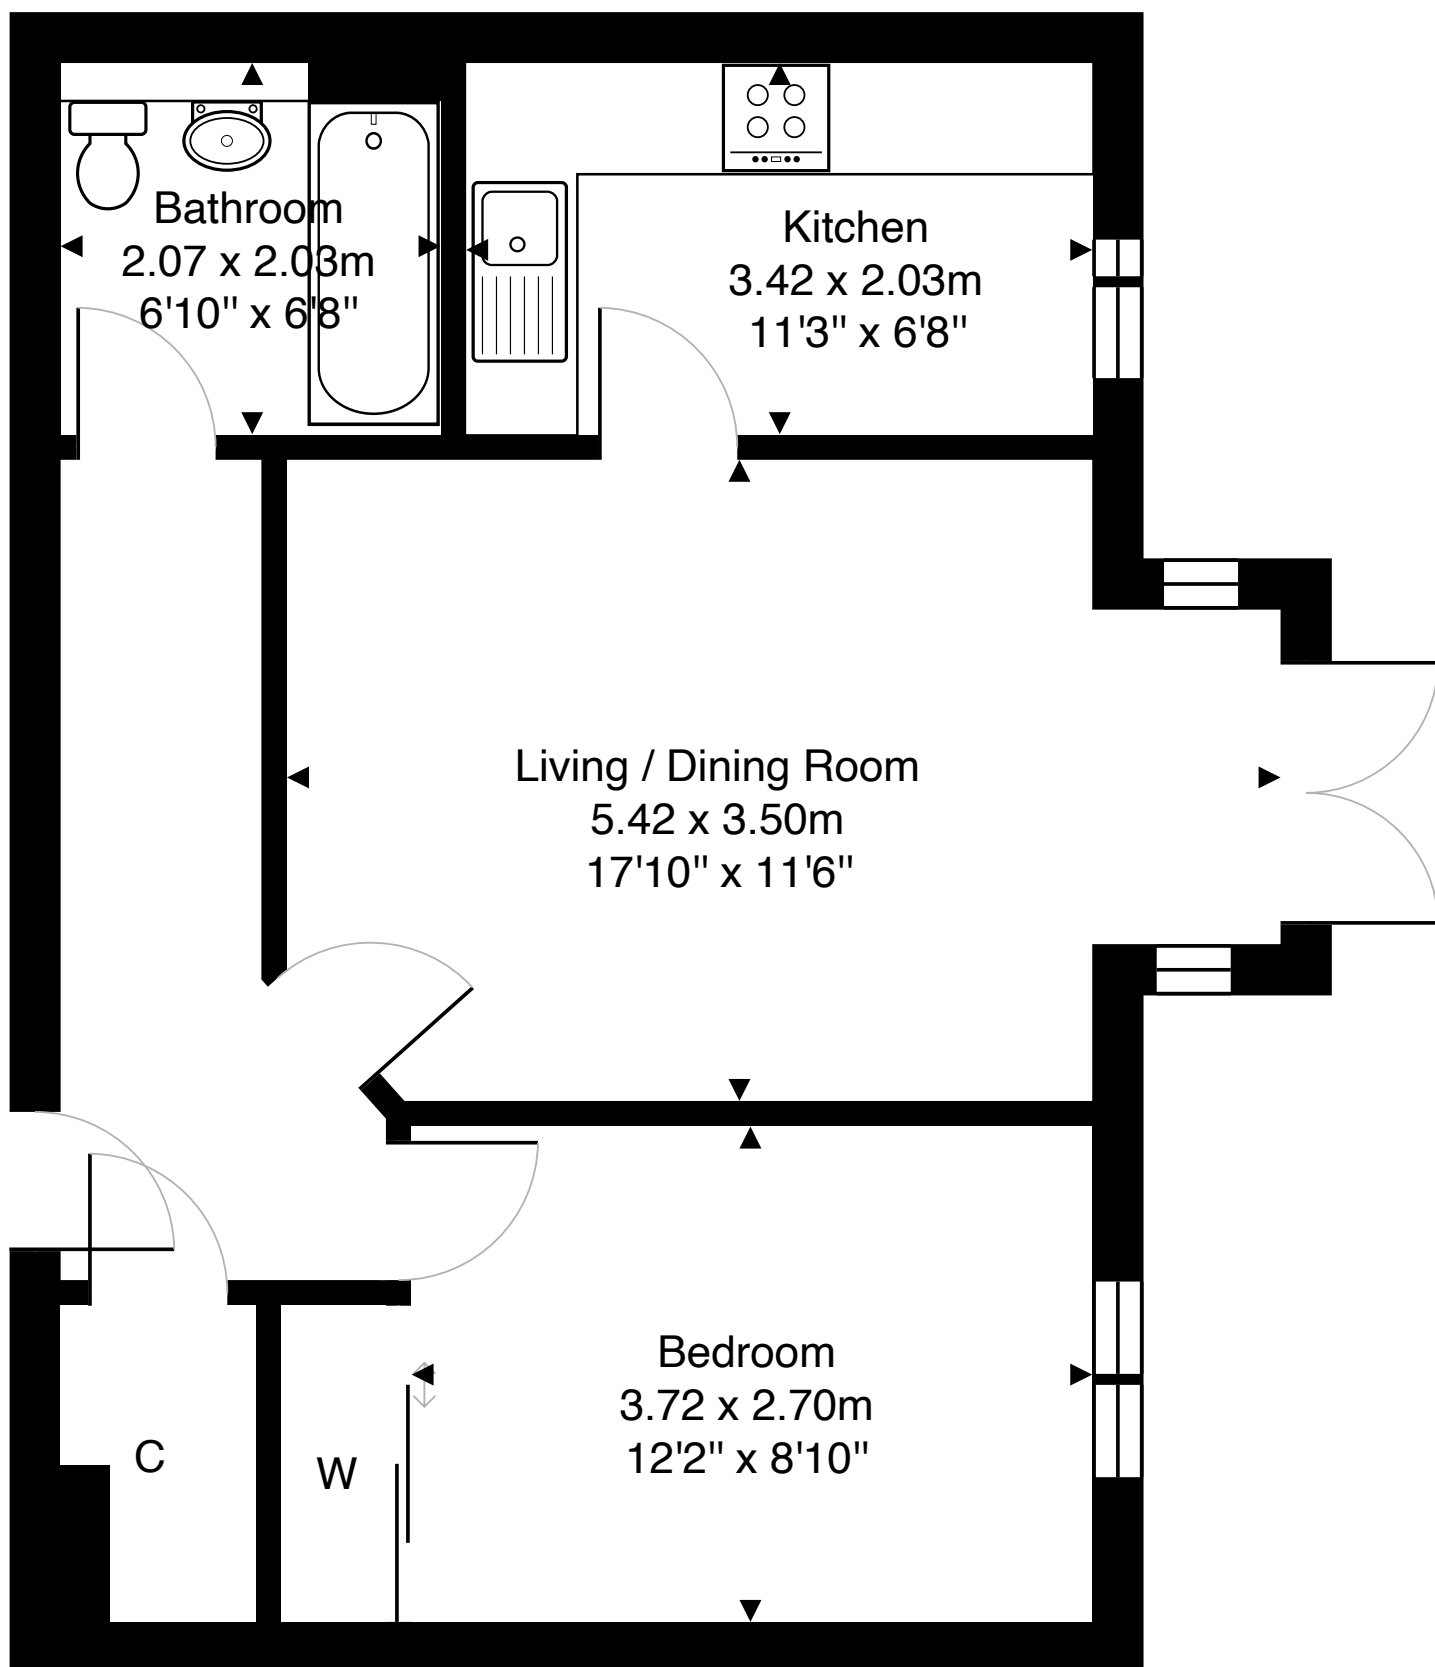 Bathroom
2.07 x 2.03m
6'10" x 6'8"
Kitchen
3.42 x 2.03m
11'3" x 6'8"
Living / Dining Room
5.42 x 3.50m
17'10" x 11'6"
Bedroom
3.72 x 2.70m
12'2" x 8'10"
C
W